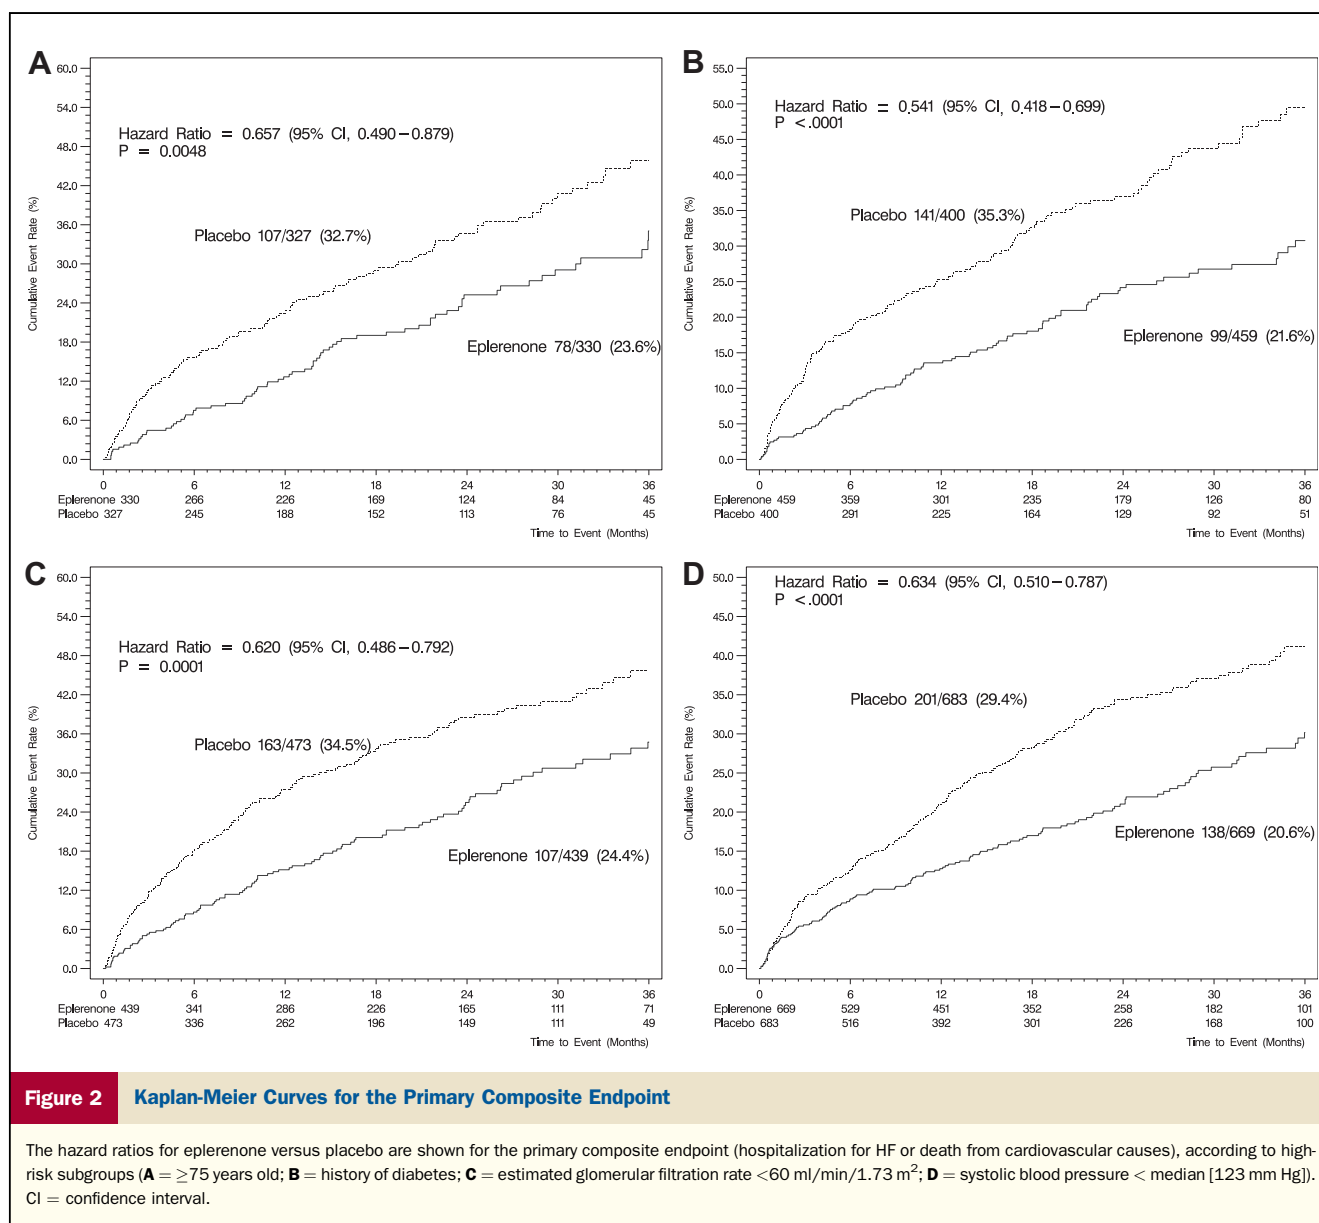 A
60.0
54.0
48.0
42.0
36.0
30.0
24.0
18.0
12.0
6.0
0.0
Cumulative Event Rate (%)
Hazard Ratio = 0.657 (95% CI, 0.490–0.879)
P = 0.0048
Placebo 107/327 (32.7%)
Eplerenone 78/330 (23.6%)
0 6 12 18 24 30 36
Eplerenone 330 266 226 169 124 84 45
Placebo 327 245 188 152 113 76 45
Time to Event (Months)
B
55.0
50.0
45.0
40.0
35.0
30.0
25.0
20.0
15.0
10.0
5.0
0.0
Cumulative Event Rate (%)
Hazard Ratio = 0.541 (95% CI, 0.418–0.699)
P <.0001
Placebo 141/400 (35.3%)
Eplerenone 99/459 (21.6%)
0 6 12 18 24 30 36
Eplerenone 459 359 301 235 179 126 80
Placebo 400 291 225 164 129 92 51
Time to Event (Months)
C
60.0
54.0
48.0
42.0
36.0
30.0
24.0
18.0
12.0
6.0
0.0
Cumulative Event Rate (%)
Hazard Ratio = 0.620 (95% CI, 0.486–0.792)
P = 0.0001
Placebo 163/473 (34.5%)
Eplerenone 107/439 (24.4%)
0 6 12 18 24 30 36
Eplerenone 439 341 286 226 165 111 71
Placebo 473 336 262 196 149 111 49
Time to Event (Months)
D
50.0
45.0
40.0
35.0
30.0
25.0
20.0
15.0
10.0
5.0
0.0
Cumulative Event Rate (%)
Hazard Ratio = 0.634 (95% CI, 0.510–0.787)
P <.0001
Placebo 201/683 (29.4%)
Eplerenone 138/669 (20.6%)
0 6 12 18 24 30 36
Eplerenone 669 529 451 352 258 182 101
Placebo 683 516 392 301 226 168 100
Time to Event (Months)
Figure 2 Kaplan-Meier Curves for the Primary Composite Endpoint
The hazard ratios for eplerenone versus placebo are shown for the primary composite endpoint (hospitalization for HF or death from cardiovascular causes), according to high-
risk subgroups (A = ≥75 years old; B = history of diabetes; C = estimated glomerular filtration rate <60 ml/min/1.73 m²; D = systolic blood pressure < median [123 mm Hg]).
CI = confidence interval.